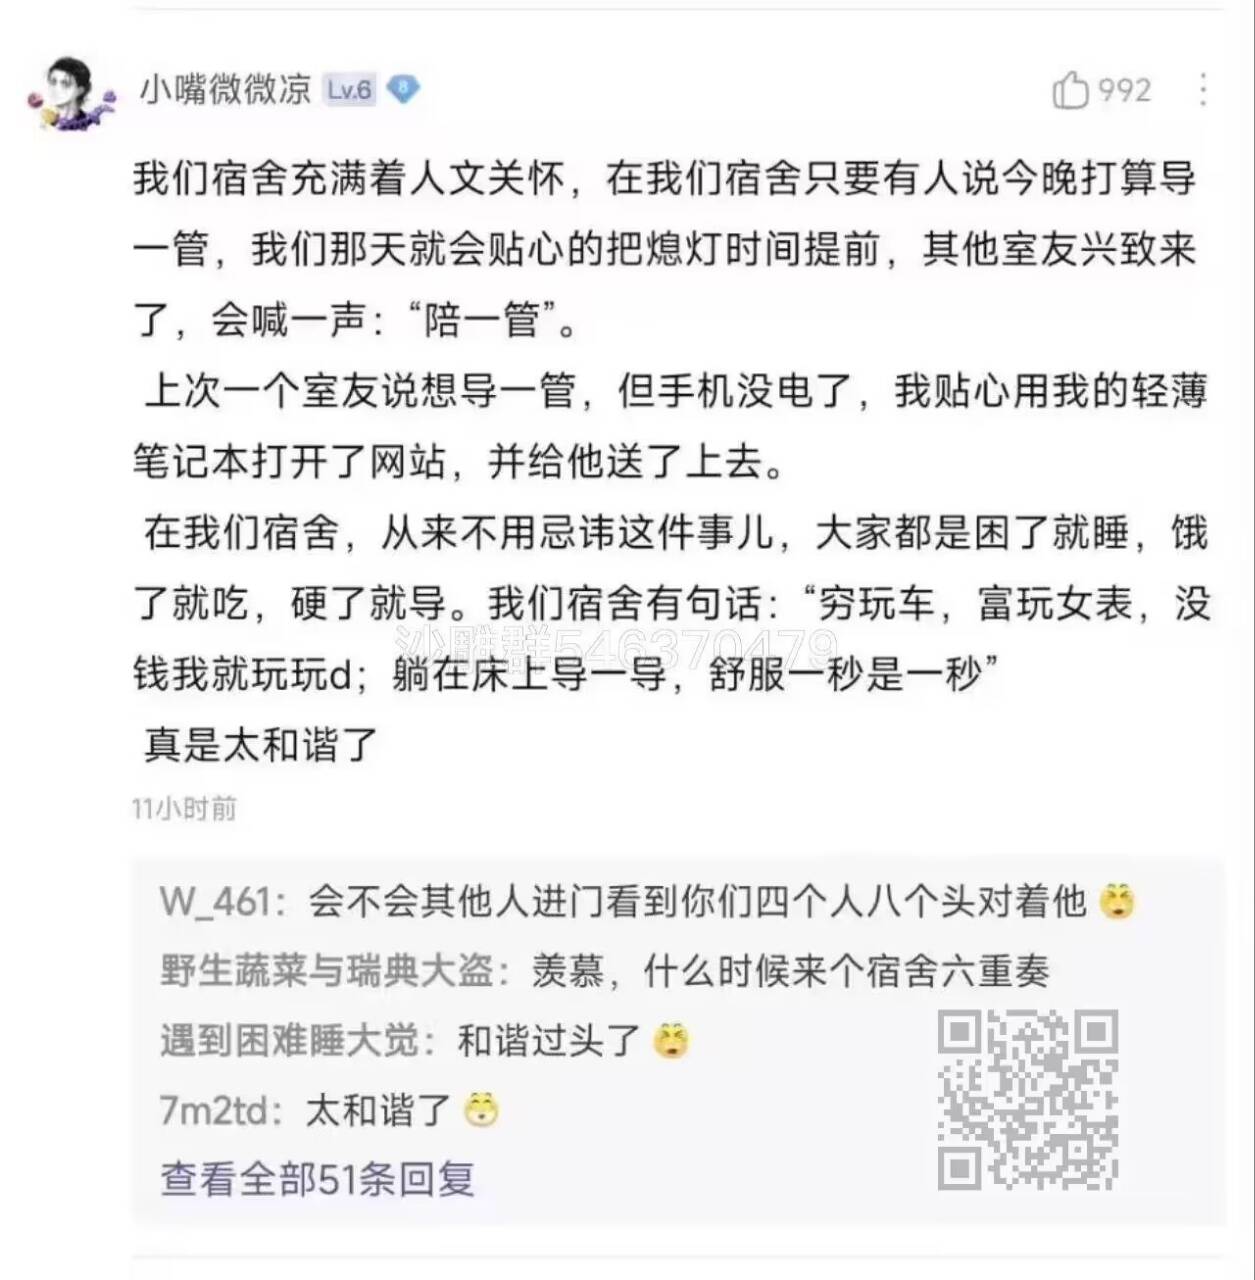 小嘴微微凉 Lv.6 8 992
我们宿舍充满着人文关怀，在我们宿舍只要有人说今晚打算导
一管，我们那天就会贴心的把熄灯时间提前，其他室友兴致来
了，会喊一声：“陪一管”。
上次一个室友说想导一管，但手机没电了，我贴心用我的轻薄
笔记本打开了网站，并给他送了上去。
在我们宿舍，从来不用忌讳这件事儿，大家都是困了就睡，饿
了就吃，硬了就导。我们宿舍有句话：“穷玩车，富玩女表，没
沙雕群546370479
钱我就玩玩d；躺在床上导一导，舒服一秒是一秒”
真是太和谐了
11小时前
W_461：会不会其他人进门看到你们四个人八个头对着他
野生蔬菜与瑞典大盗：羡慕，什么时候来个宿舍六重奏
遇到困难睡大觉：和谐过头了
7m2td：太和谐了
查看全部51条回复